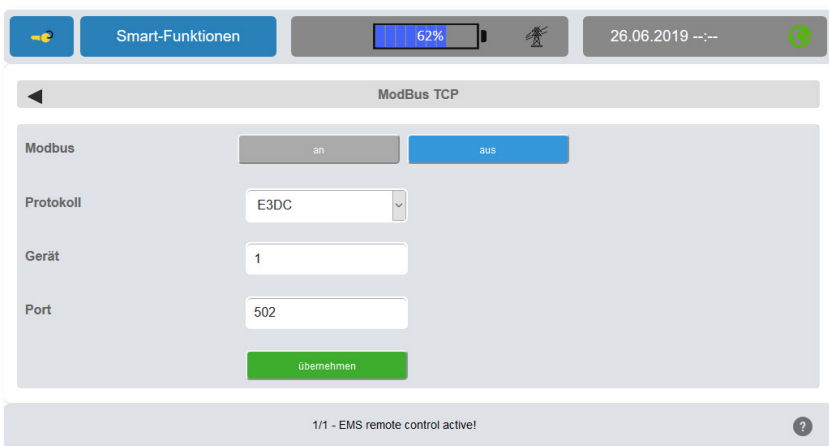 Smart-Funktionen 62% 26.06.2019 --:--
ModBus TCP
Modbus an aus
Protokoll E3DC
Gerät 1
Port 502
übernehmen
1/1 - EMS remote control active!
?